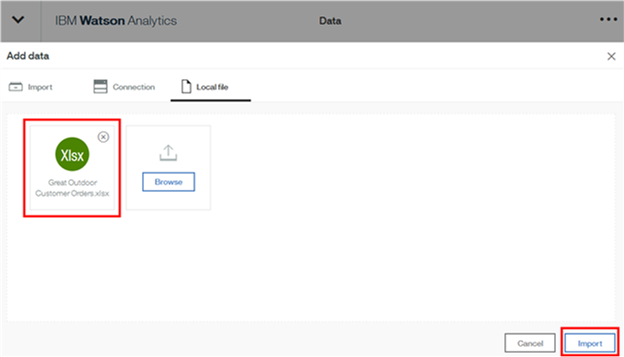 IBM Watson Analytics
Data
Add data
Import
Connection
Local file
Xlsx
Great Outdoor
Customer Orders.xlsx
Browse
Cancel
Import